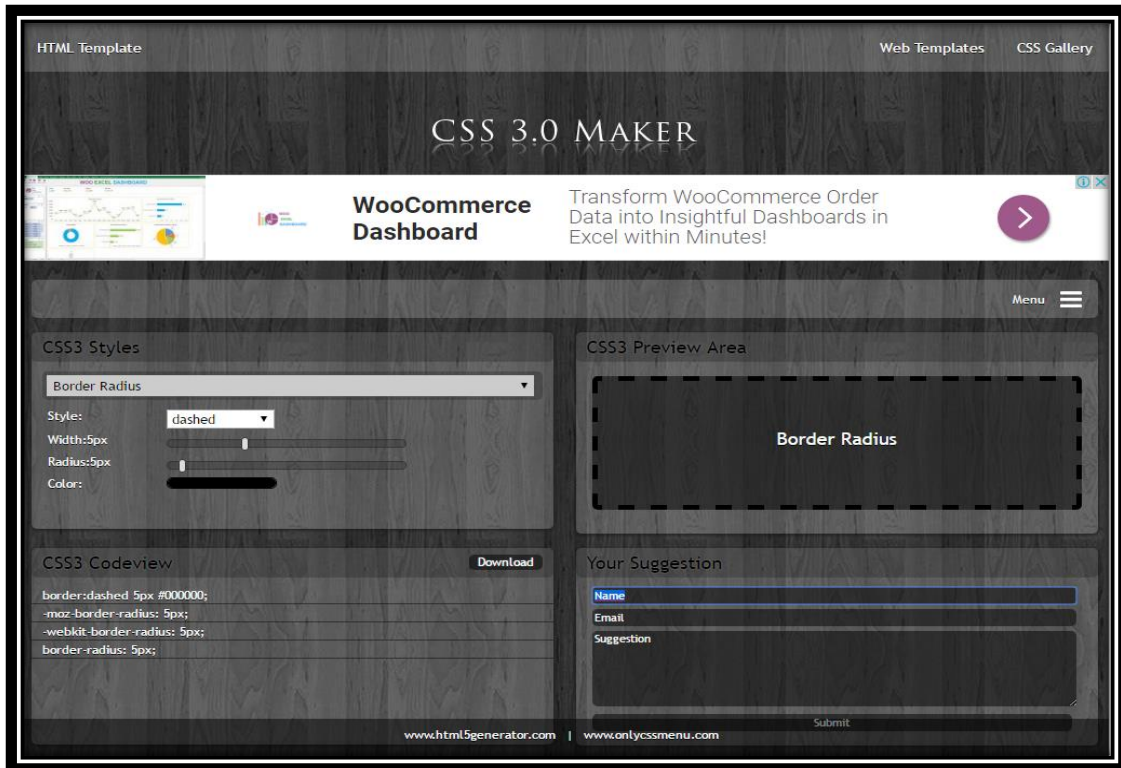 HTML Template
Web Templates
CSS Gallery
CSS 3.0 MAKER
WOO EXCEL DASHBOARD
WooCommerce
Dashboard
Transform WooCommerce Order
Data into Insightful Dashboards in
Excel within Minutes!
Menu
CSS3 Styles
Border Radius
Style:
dashed
Width:5px
Radius:5px
Color:
CSS3 Preview Area
Border Radius
CSS3 Codeview
Download
border:dashed 5px #000000;
-moz-border-radius: 5px;
-webkit-border-radius: 5px;
border-radius: 5px;
Your Suggestion
Name
Email
Suggestion
Submit
www.html5generator.com | www.onlycssmenu.com